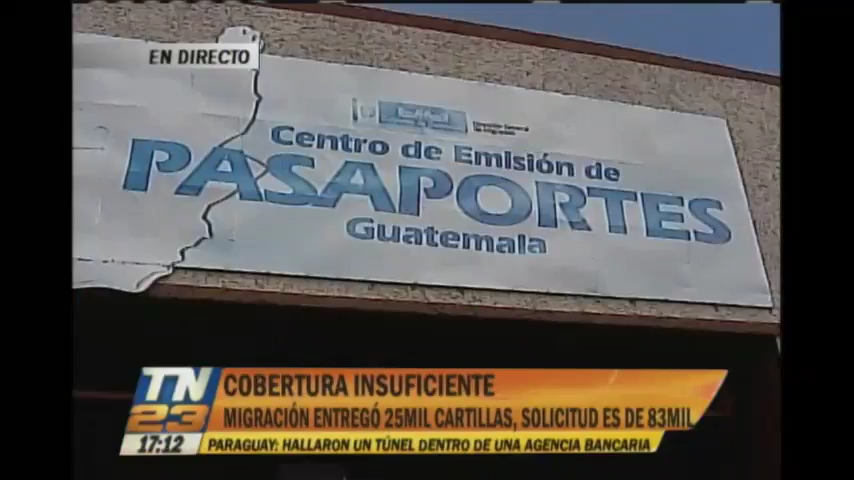 EN DIRECTO
Centro de Emisión de
PASAPORTES
Guatemala
TN
23
17:12
COBERTURA INSUFICIENTE
MIGRACIÓN ENTREGÓ 25MIL CARTILLAS, SOLICITUD ES DE 83MIL
PARAGUAY: HALLARON UN TÚNEL DENTRO DE UNA AGENCIA BANCARIA